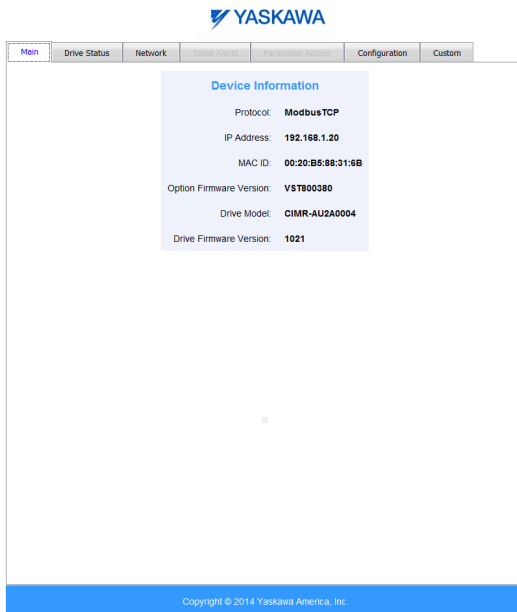 YASKAWA
Main Drive Status Network Email Alerts Parameter Access Configuration Custom
Device Information
Protocol: ModbusTCP
IP Address: 192.168.1.20
MAC ID: 00:20:B5:88:31:6B
Option Firmware Version: VST800380
Drive Model: CIMR-AU2A0004
Drive Firmware Version: 1021
Copyright © 2014 Yaskawa America, Inc.